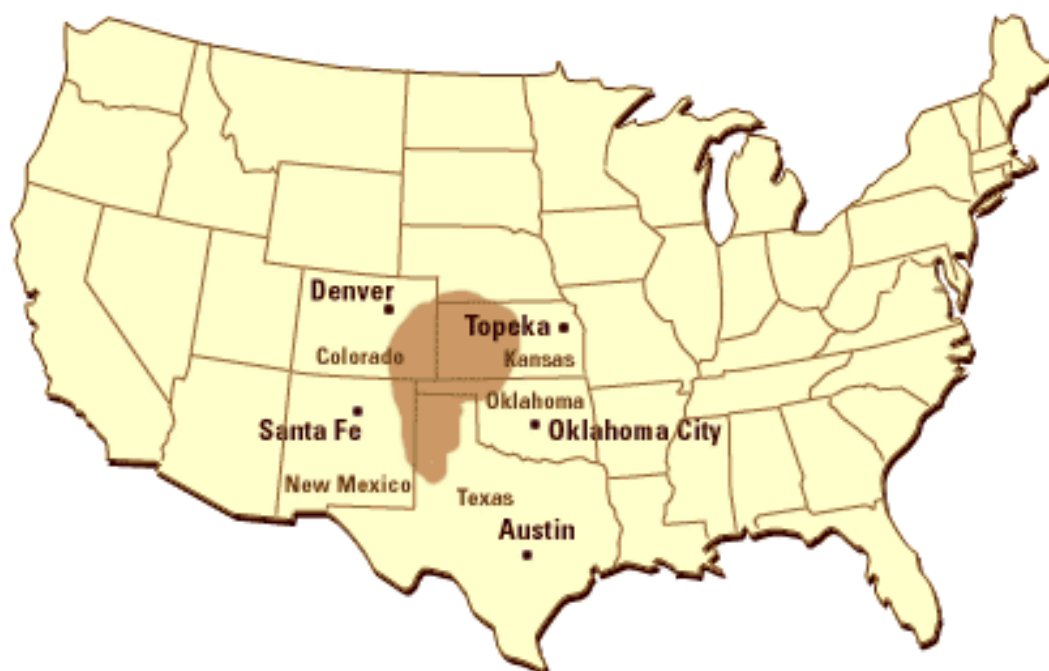 Denver
Topeka
Colorado
Kansas
Oklahoma
Santa Fe
Oklahoma City
New Mexico
Texas
Austin